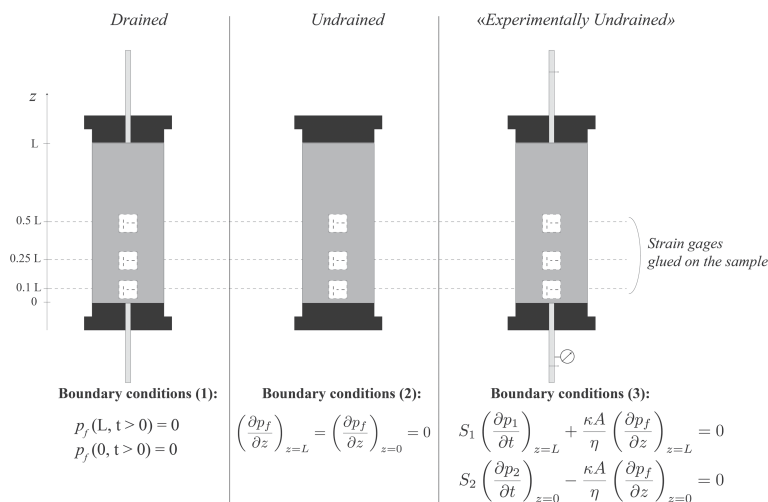 Drained
Undrained
«Experimentally Undrained»
z
L
0.5 L
0.25 L
0.1 L
0
Strain gages
glued on the sample
Boundary conditions (1):
p_f (L, t > 0) = 0
p_f (0, t > 0) = 0
Boundary conditions (2):
(∂p_f/∂z)_{z=L} = (∂p_f/∂z)_{z=0} = 0
Boundary conditions (3):
S_1 (∂p_1/∂t)_{z=L} + κA/η (∂p_f/∂z)_{z=L} = 0
S_2 (∂p_2/∂t)_{z=0} − κA/η (∂p_f/∂z)_{z=0} = 0